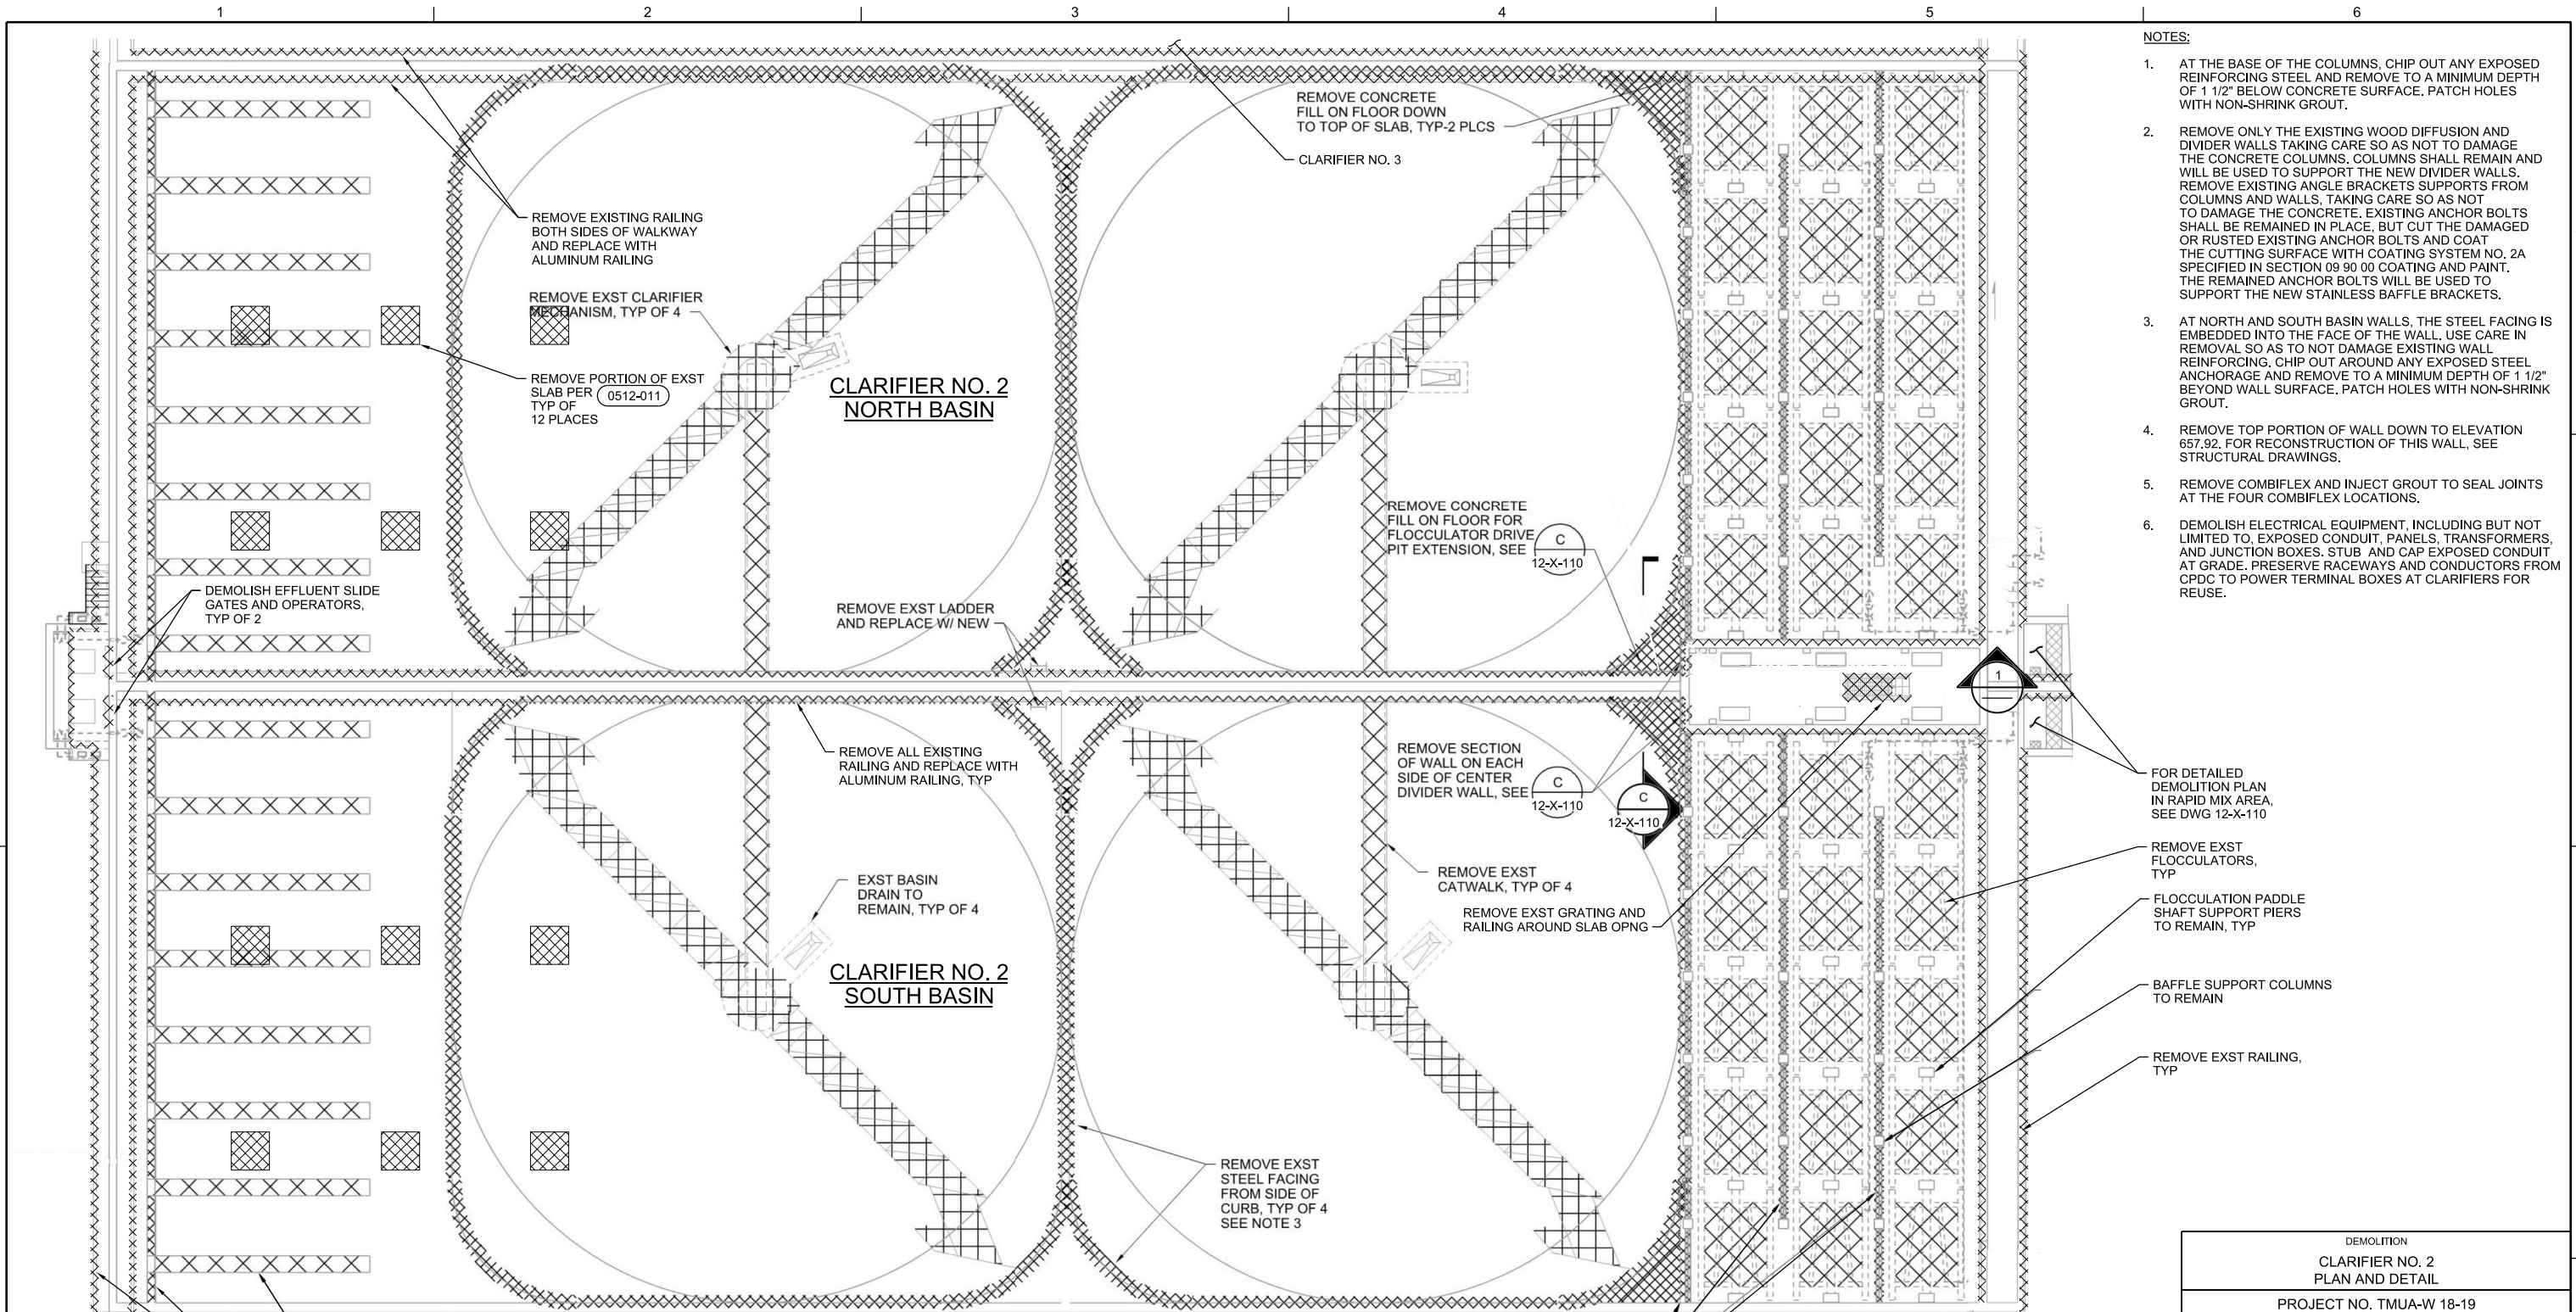 1 2 3 4 5 6
NOTES:
1. AT THE BASE OF THE COLUMNS, CHIP OUT ANY EXPOSED
REINFORCING STEEL AND REMOVE TO A MINIMUM DEPTH
OF 1 1/2" BELOW CONCRETE SURFACE. PATCH HOLES
WITH NON-SHRINK GROUT.
2. REMOVE ONLY THE EXISTING WOOD DIFFUSION AND
DIVIDER WALLS TAKING CARE SO AS NOT TO DAMAGE
THE CONCRETE COLUMNS. COLUMNS SHALL REMAIN AND
WILL BE USED TO SUPPORT THE NEW DIVIDER WALLS.
REMOVE EXISTING ANGLE BRACKETS SUPPORTS FROM
COLUMNS AND WALLS, TAKING CARE SO AS NOT
TO DAMAGE THE CONCRETE. EXISTING ANCHOR BOLTS
SHALL BE REMAINED IN PLACE, BUT CUT THE DAMAGED
OR RUSTED EXISTING ANCHOR BOLTS AND COAT
THE CUTTING SURFACE WITH COATING SYSTEM NO. 2A
SPECIFIED IN SECTION 09 90 00 COATING AND PAINT.
THE REMAINED ANCHOR BOLTS WILL BE USED TO
SUPPORT THE NEW STAINLESS BAFFLE BRACKETS.
3. AT NORTH AND SOUTH BASIN WALLS, THE STEEL FACING IS
EMBEDDED INTO THE FACE OF THE WALL. USE CARE IN
REMOVAL SO AS TO NOT DAMAGE EXISTING WALL
REINFORCING. CHIP OUT AROUND ANY EXPOSED STEEL
ANCHORAGE AND REMOVE TO A MINIMUM DEPTH OF 1 1/2"
BEYOND WALL SURFACE. PATCH HOLES WITH NON-SHRINK
GROUT.
4. REMOVE TOP PORTION OF WALL DOWN TO ELEVATION
657.92. FOR RECONSTRUCTION OF THIS WALL, SEE
STRUCTURAL DRAWINGS.
5. REMOVE COMBIFLEX AND INJECT GROUT TO SEAL JOINTS
AT THE FOUR COMBIFLEX LOCATIONS.
6. DEMOLISH ELECTRICAL EQUIPMENT, INCLUDING BUT NOT
LIMITED TO, EXPOSED CONDUIT, PANELS, TRANSFORMERS,
AND JUNCTION BOXES. STUB AND CAP EXPOSED CONDUIT
AT GRADE. PRESERVE RACEWAYS AND CONDUCTORS FROM
CPDC TO POWER TERMINAL BOXES AT CLARIFIERS FOR
REUSE.
REMOVE CONCRETE
FILL ON FLOOR DOWN
TO TOP OF SLAB, TYP-2 PLCS
CLARIFIER NO. 3
REMOVE EXISTING RAILING
BOTH SIDES OF WALKWAY
AND REPLACE WITH
ALUMINUM RAILING
REMOVE EXST CLARIFIER
MECHANISM, TYP OF 4
REMOVE PORTION OF EXST
SLAB PER 0512-011
TYP OF
12 PLACES
CLARIFIER NO. 2
NORTH BASIN
REMOVE CONCRETE
FILL ON FLOOR FOR
FLOCCULATOR DRIVE
PIT EXTENSION, SEE
C
12-X-110
DEMOLISH EFFLUENT SLIDE
GATES AND OPERATORS,
TYP OF 2
REMOVE EXST LADDER
AND REPLACE W/ NEW
1
REMOVE ALL EXISTING
RAILING AND REPLACE WITH
ALUMINUM RAILING, TYP
REMOVE SECTION
OF WALL ON EACH
SIDE OF CENTER
DIVIDER WALL, SEE
C
12-X-110
C
12-X-110
FOR DETAILED
DEMOLITION PLAN
IN RAPID MIX AREA,
SEE DWG 12-X-110
REMOVE EXST
FLOCCULATORS,
TYP
EXST BASIN
DRAIN TO
REMAIN, TYP OF 4
REMOVE EXST
CATWALK, TYP OF 4
REMOVE EXST GRATING AND
RAILING AROUND SLAB OPNG
FLOCCULATION PADDLE
SHAFT SUPPORT PIERS
TO REMAIN, TYP
CLARIFIER NO. 2
SOUTH BASIN
BAFFLE SUPPORT COLUMNS
TO REMAIN
REMOVE EXST RAILING,
TYP
REMOVE EXST
STEEL FACING
FROM SIDE OF
CURB, TYP OF 4
SEE NOTE 3
DEMOLITION
CLARIFIER NO. 2
PLAN AND DETAIL
PROJECT NO. TMUA-W 18-19